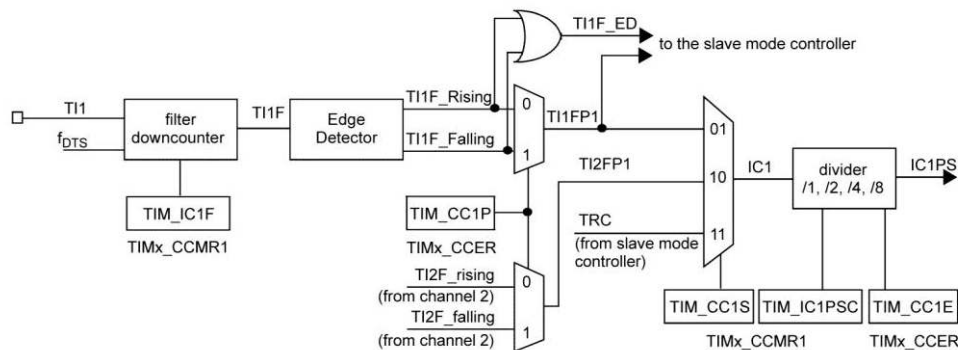 TI1F_ED
to the slave mode controller
TI1
f_DTS
filter
downcounter
TI1F
Edge
Detector
TI1F_Rising
TI1F_Falling
0
1
TI1FP1
TI2FP1
01
10
11
IC1
divider
/1, /2, /4, /8
IC1PS
TRC
(from slave mode
controller)
TIM_IC1F
TIMx_CCMR1
TIM_CC1P
TIMx_CCER
TI2F_rising
(from channel 2)
TI2F_falling
(from channel 2)
0
1
TIM_CC1S
TIM_IC1PSC
TIM_CC1E
TIMx_CCMR1
TIMx_CCER